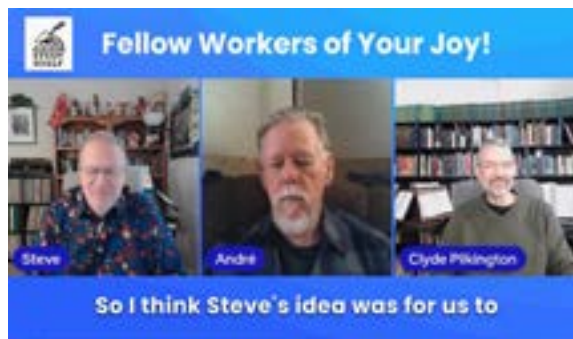 Fellow Workers of Your Joy!
Steve
André
Clyde Pilkington
So I think Steve's idea was for us to